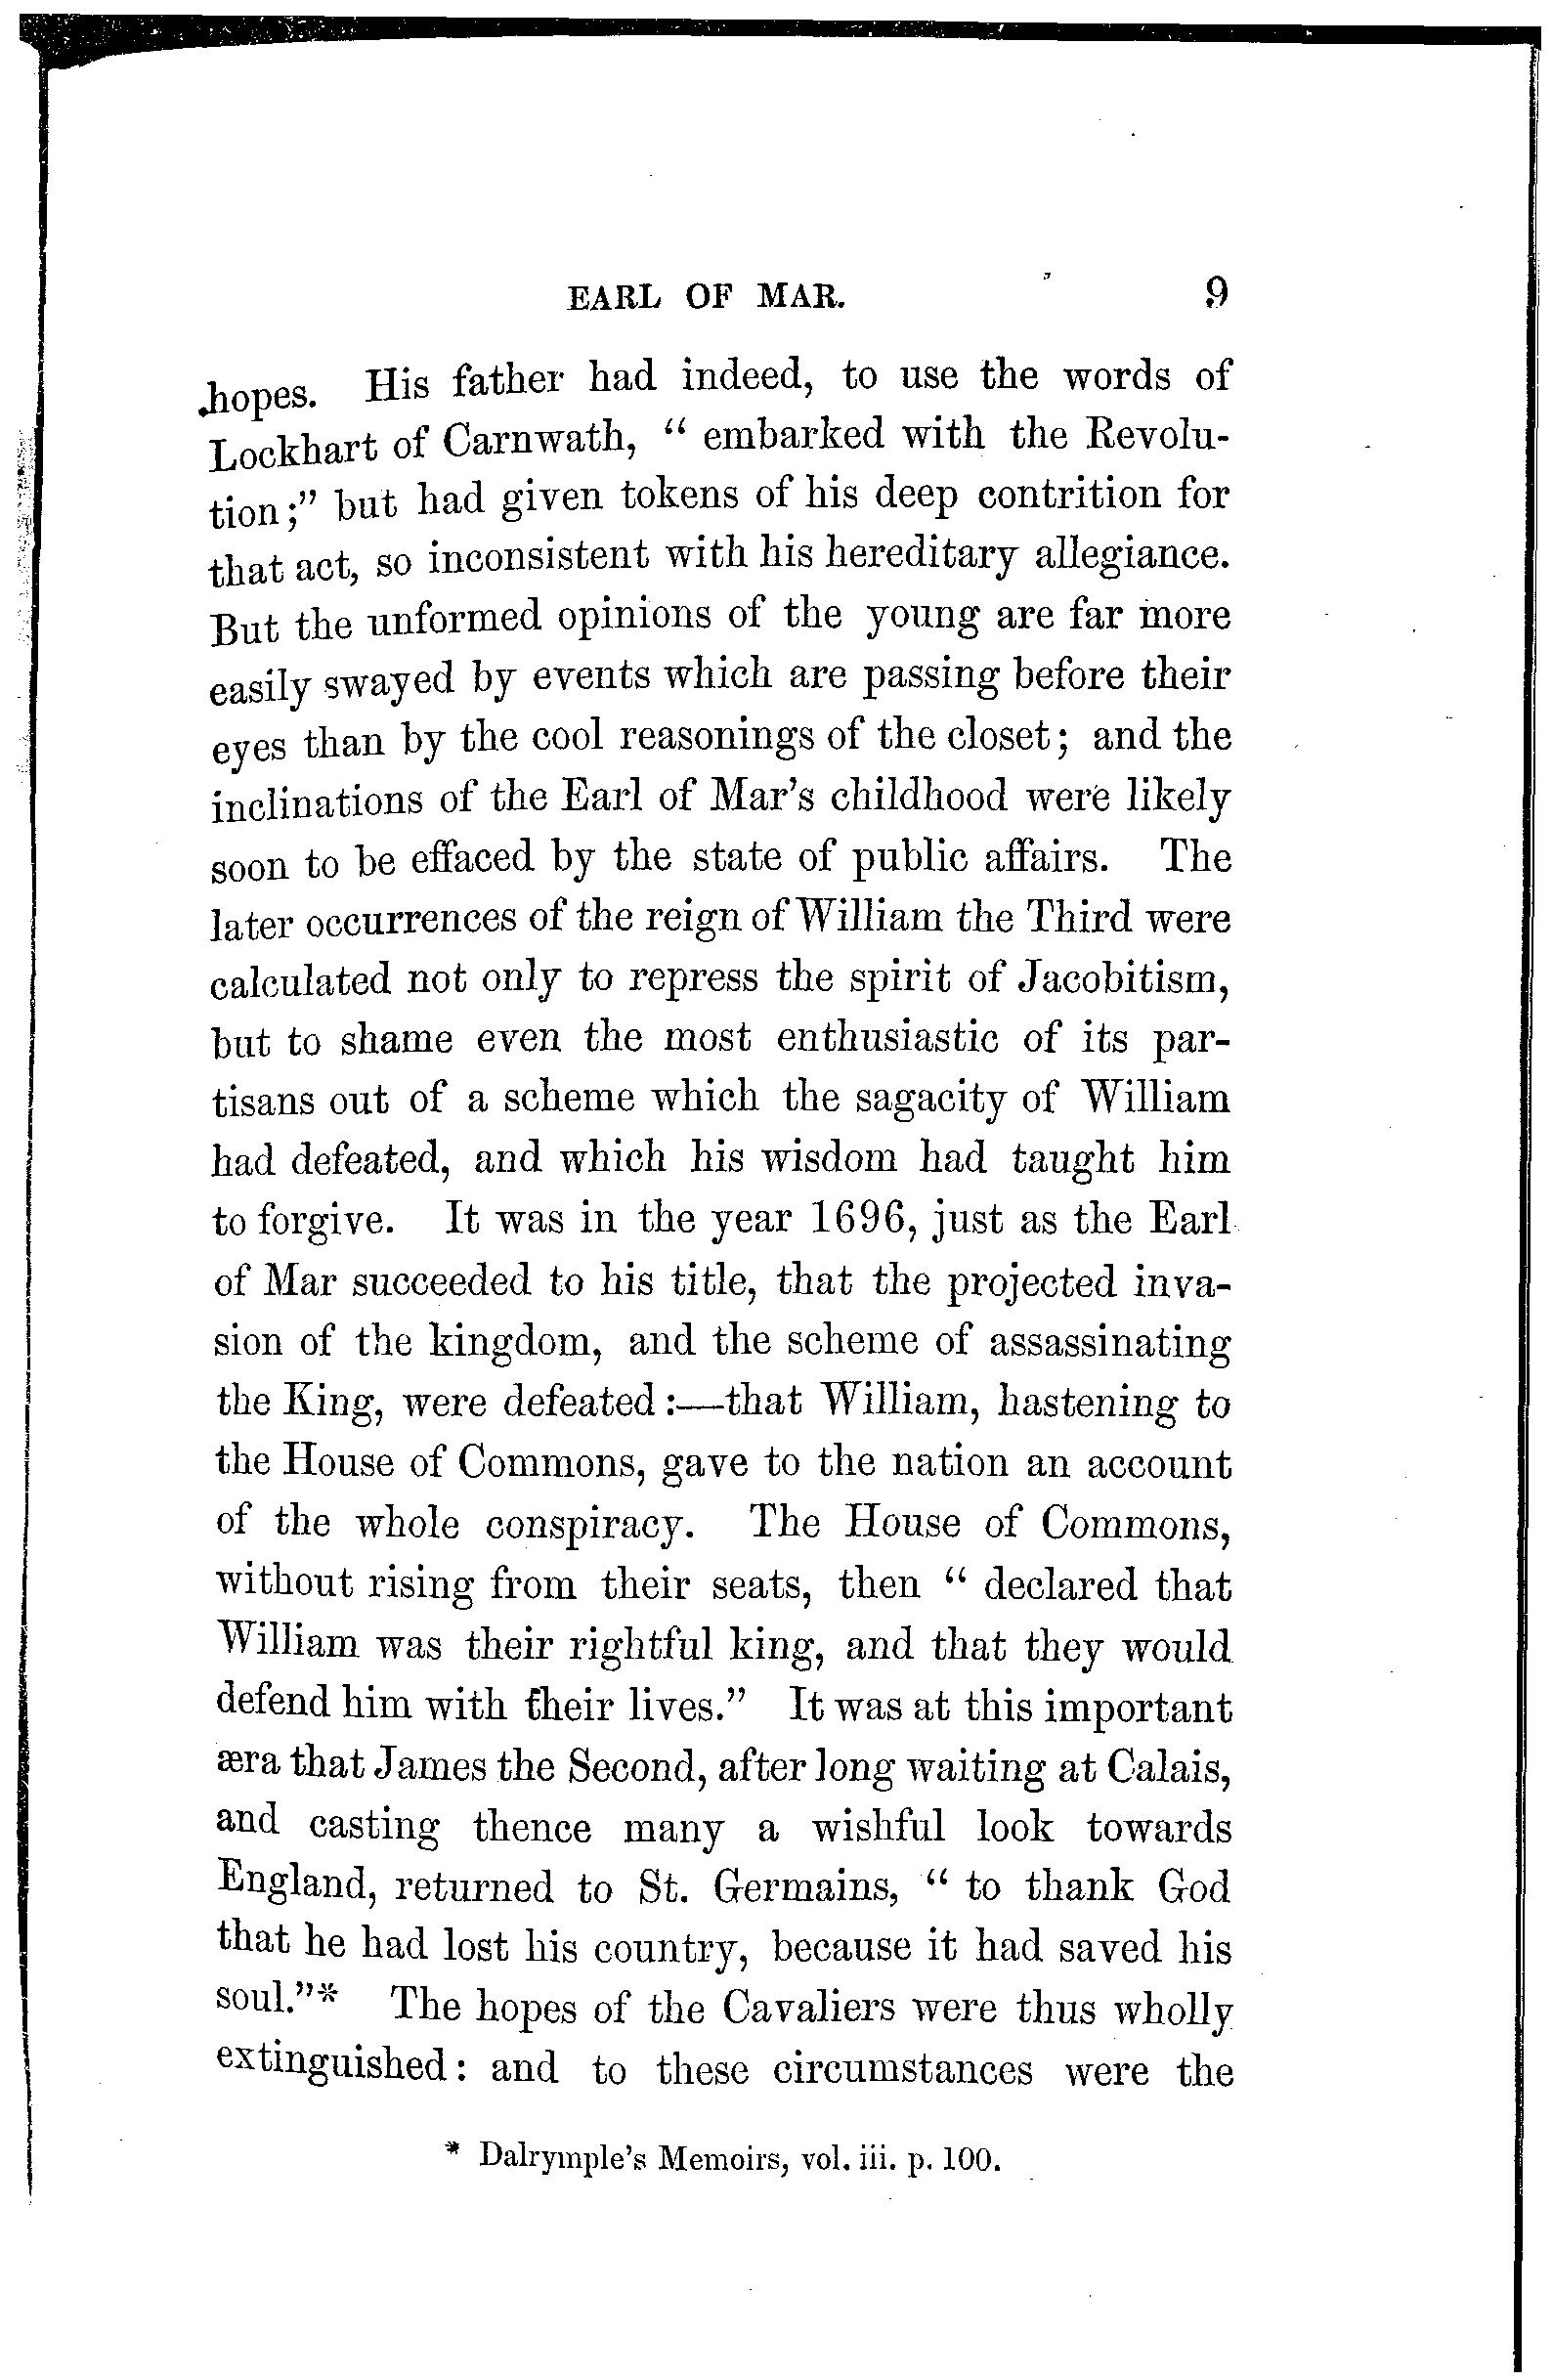 EARL OF MAR. 9
hopes. His father had indeed, to use the words of
Lockhart of Carnwath, “ embarked with the Revolu-
tion;” but had given tokens of his deep contrition for
that act, so inconsistent with his hereditary allegiance.
But the unformed opinions of the young are far more
easily swayed by events which are passing before their
eyes than by the cool reasonings of the closet; and the
inclinations of the Earl of Mar’s childhood were likely
soon to be effaced by the state of public affairs. The
later occurrences of the reign of William the Third were
calculated not only to repress the spirit of Jacobitism,
but to shame even the most enthusiastic of its par-
tisans out of a scheme which the sagacity of William
had defeated, and which his wisdom had taught him
to forgive. It was in the year 1696, just as the Earl
of Mar succeeded to his title, that the projected inva-
sion of the kingdom, and the scheme of assassinating
the King, were defeated:—that William, hastening to
the House of Commons, gave to the nation an account
of the whole conspiracy. The House of Commons,
without rising from their seats, then “ declared that
William was their rightful king, and that they would
defend him with their lives.” It was at this important
æra that James the Second, after long waiting at Calais,
and casting thence many a wishful look towards
England, returned to St. Germains, “ to thank God
that he had lost his country, because it had saved his
soul.”* The hopes of the Cavaliers were thus wholly
extinguished: and to these circumstances were the
* Dalrymple’s Memoirs, vol. iii. p. 100.